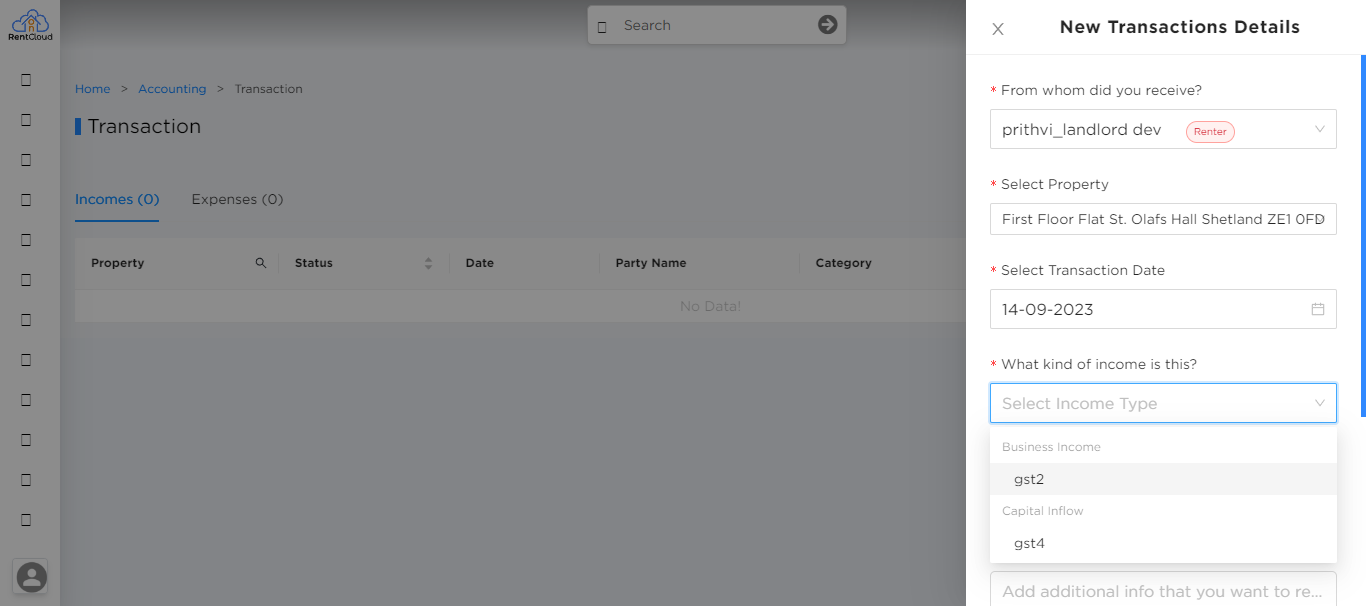 RentCloud
Search
Home > Accounting > Transaction
Transaction
Incomes (0) Expenses (0)
Property Status Date Party Name Category
No Data!
New Transactions Details
* From whom did you receive?
prithvi_landlord dev Renter
* Select Property
First Floor Flat St. Olafs Hall Shetland ZE1 0FD
* Select Transaction Date
14-09-2023
* What kind of income is this?
Select Income Type
Business Income
gst2
Capital Inflow
gst4
Add additional info that you want to re...